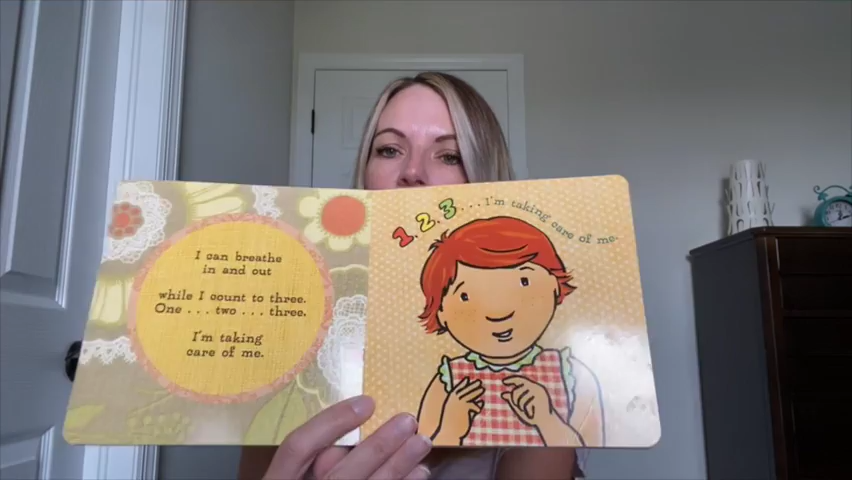 I can breathe
in and out
while I count to three.
One . . . two . . . three.
I'm taking
care of me.
1. 2. 3 . . . I'm taking care of me.